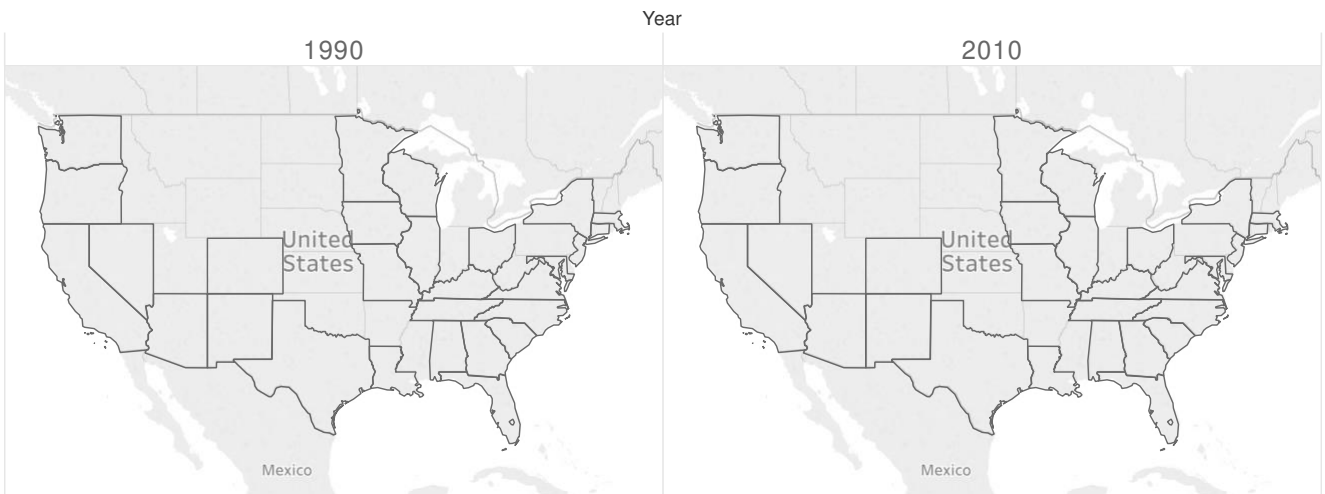 Year
1990
2010
United
States
United
States
Mexico
Mexico